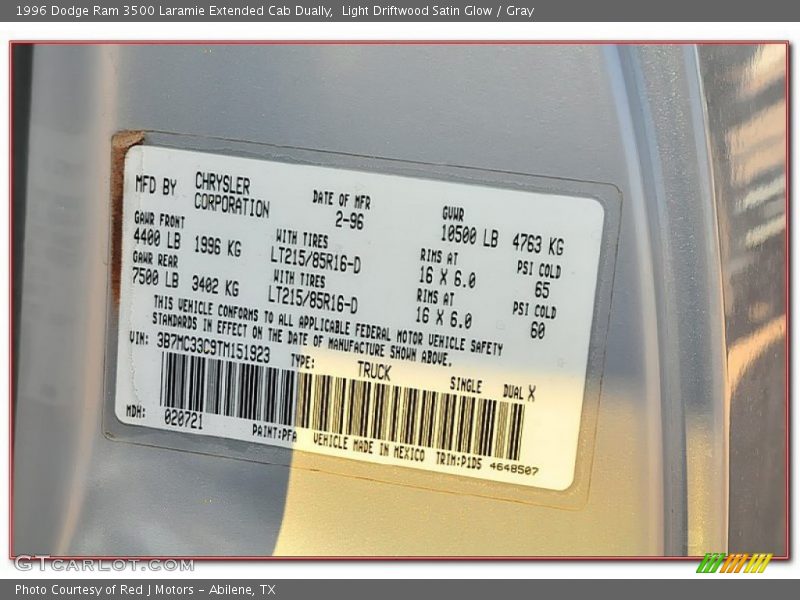 1996 Dodge Ram 3500 Laramie Extended Cab Dually,  Light Driftwood Satin Glow / Gray
MFD BY CHRYSLER CORPORATION
DATE OF MFR 2-96
GVWR 10500 LB 4763 KG
GAWR FRONT 4400 LB 1996 KG
WITH TIRES LT215/85R16-D
RIMS AT 16 X 6.0
PSI COLD 65
GAWR REAR 7500 LB 3402 KG
WITH TIRES LT215/85R16-D
RIMS AT 16 X 6.0
PSI COLD 60
THIS VEHICLE CONFORMS TO ALL APPLICABLE FEDERAL MOTOR VEHICLE SAFETY
STANDARDS IN EFFECT ON THE DATE OF MANUFACTURE SHOWN ABOVE.
VIN: 3B7MC33C9TM151923 TYPE: TRUCK SINGLE DUAL X
MDH: 020721 PAINT:PFA VEHICLE MADE IN MEXICO TRIM:P1D5 4648507
GTCarLot.com
Photo Courtesy of Red J Motors – Abilene, TX